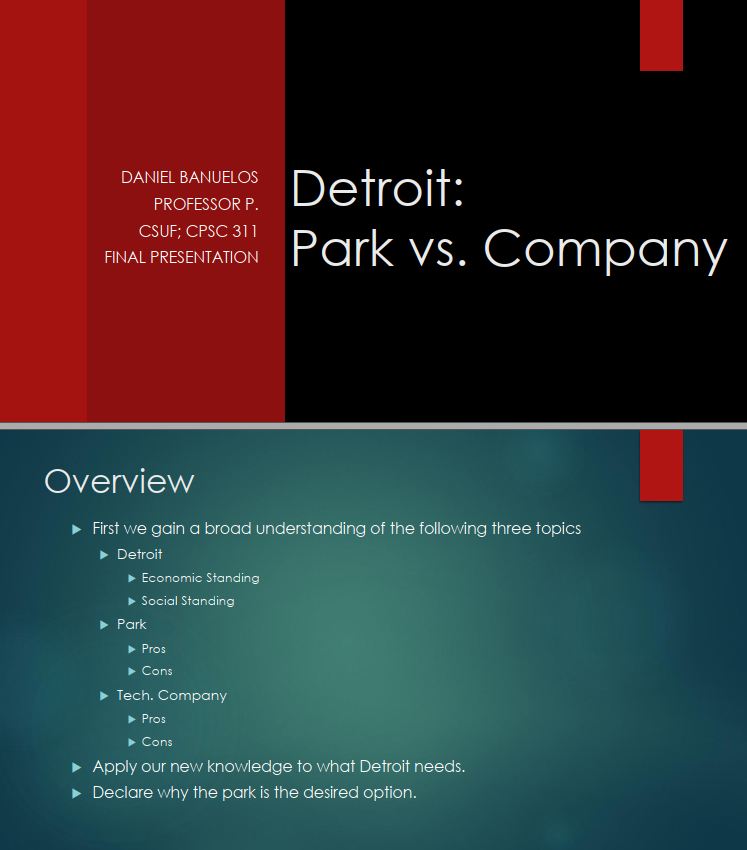 DANIEL BANUELOS
PROFESSOR P.
CSUF; CPSC 311
FINAL PRESENTATION
Detroit:
Park vs. Company
Overview
First we gain a broad understanding of the following three topics
Detroit
Economic Standing
Social Standing
Park
Pros
Cons
Tech. Company
Pros
Cons
Apply our new knowledge to what Detroit needs.
Declare why the park is the desired option.